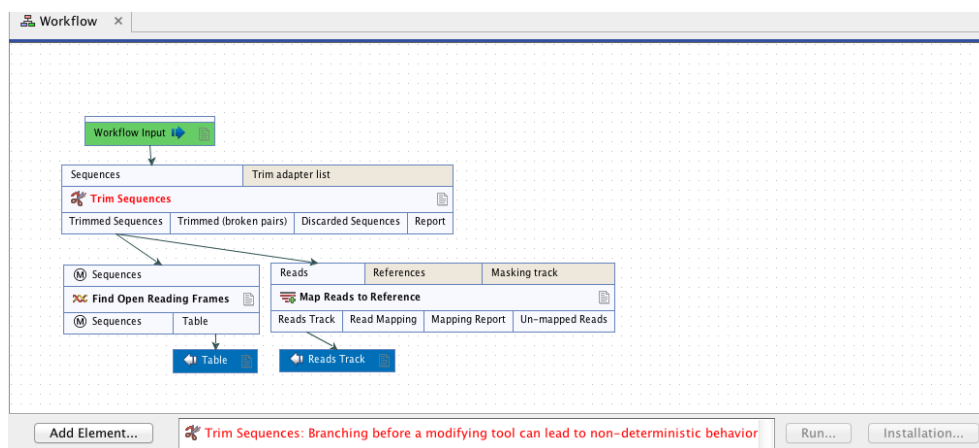 Workflow ×
Workflow Input
Sequences Trim adapter list
Trim Sequences
Trimmed Sequences Trimmed (broken pairs) Discarded Sequences Report
M Sequences
Reads References Masking track
Find Open Reading Frames
Map Reads to Reference
M Sequences Table
Reads Track Read Mapping Mapping Report Un-mapped Reads
Table
Reads Track
Add Element... Trim Sequences: Branching before a modifying tool can lead to non-deterministic behavior Run... Installation...